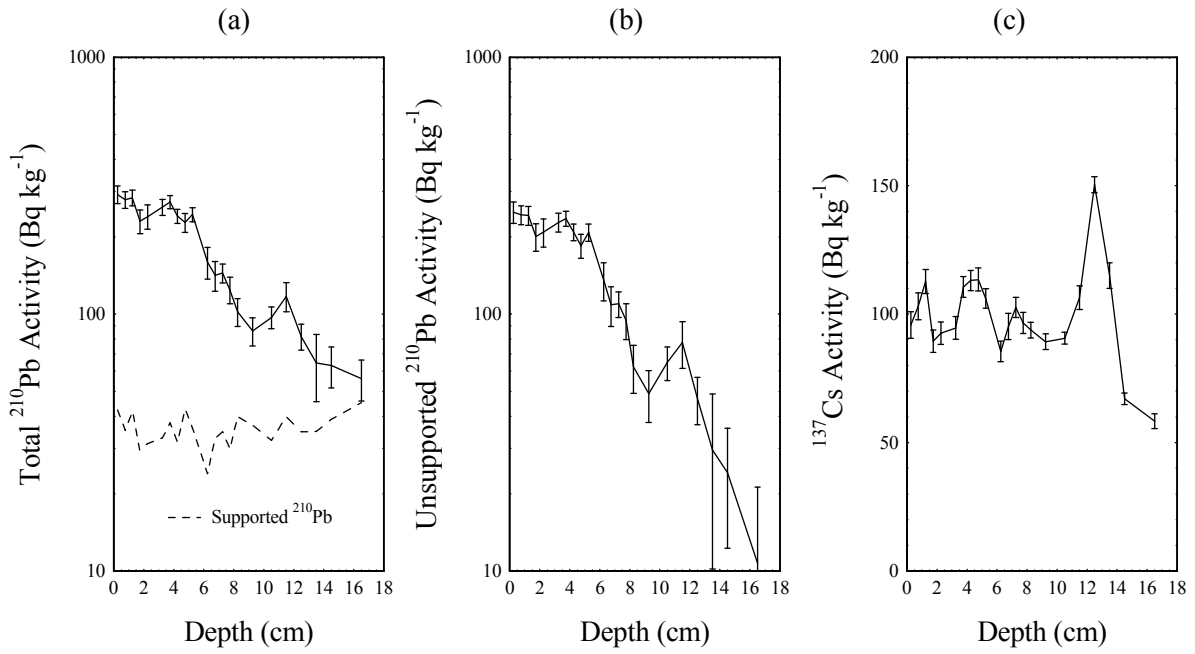 (a)
Total ²¹⁰Pb Activity (Bq kg⁻¹)
1000
100
10
Supported ²¹⁰Pb
0 2 4 6 8 10 12 14 16 18
Depth (cm)
(b)
Unsupported ²¹⁰Pb Activity (Bq kg⁻¹)
1000
100
10
0 2 4 6 8 10 12 14 16 18
Depth (cm)
(c)
¹³⁷Cs Activity (Bq kg⁻¹)
200
150
100
50
0
0 2 4 6 8 10 12 14 16 18
Depth (cm)